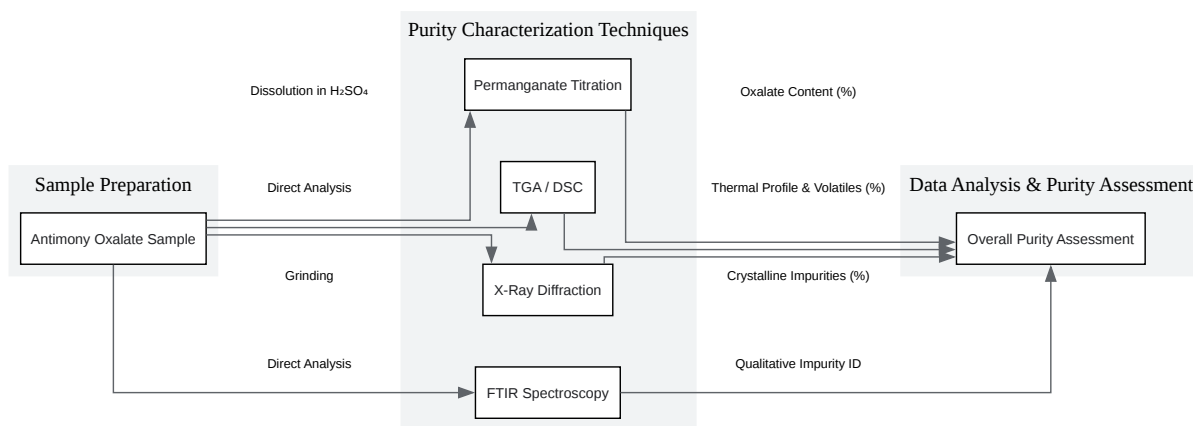 Purity Characterization Techniques
Dissolution in H₂SO₄
Permanganate Titration
Oxalate Content (%)
Sample Preparation
Direct Analysis
TGA / DSC
Thermal Profile & Volatiles (%)
Data Analysis & Purity Assessment
Antimony Oxalate Sample
Overall Purity Assessment
Grinding
X-Ray Diffraction
Crystalline Impurities (%)
Direct Analysis
FTIR Spectroscopy
Qualitative Impurity ID